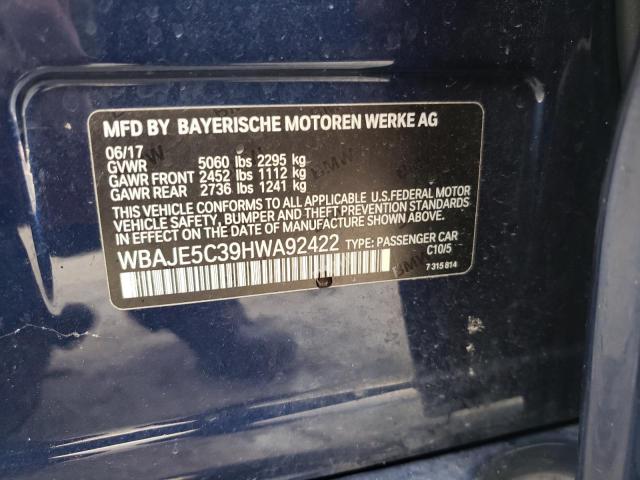 MFD BY BAYERISCHE MOTOREN WERKE AG
06/17
GVWR 5060 lbs 2295 kg
GAWR FRONT 2452 lbs 1112 kg
GAWR REAR 2736 lbs 1241 kg
THIS VEHICLE CONFORMS TO ALL APPLICABLE U.S.FEDERAL MOTOR
VEHICLE SAFETY, BUMPER AND THEFT PREVENTION STANDARDS
IN EFFECT ON THE DATE OF MANUFACTURE SHOWN ABOVE.
WBAJE5C39HWA92422 TYPE: PASSENGER CAR
C10/5
7 315 814
BMW
BMW